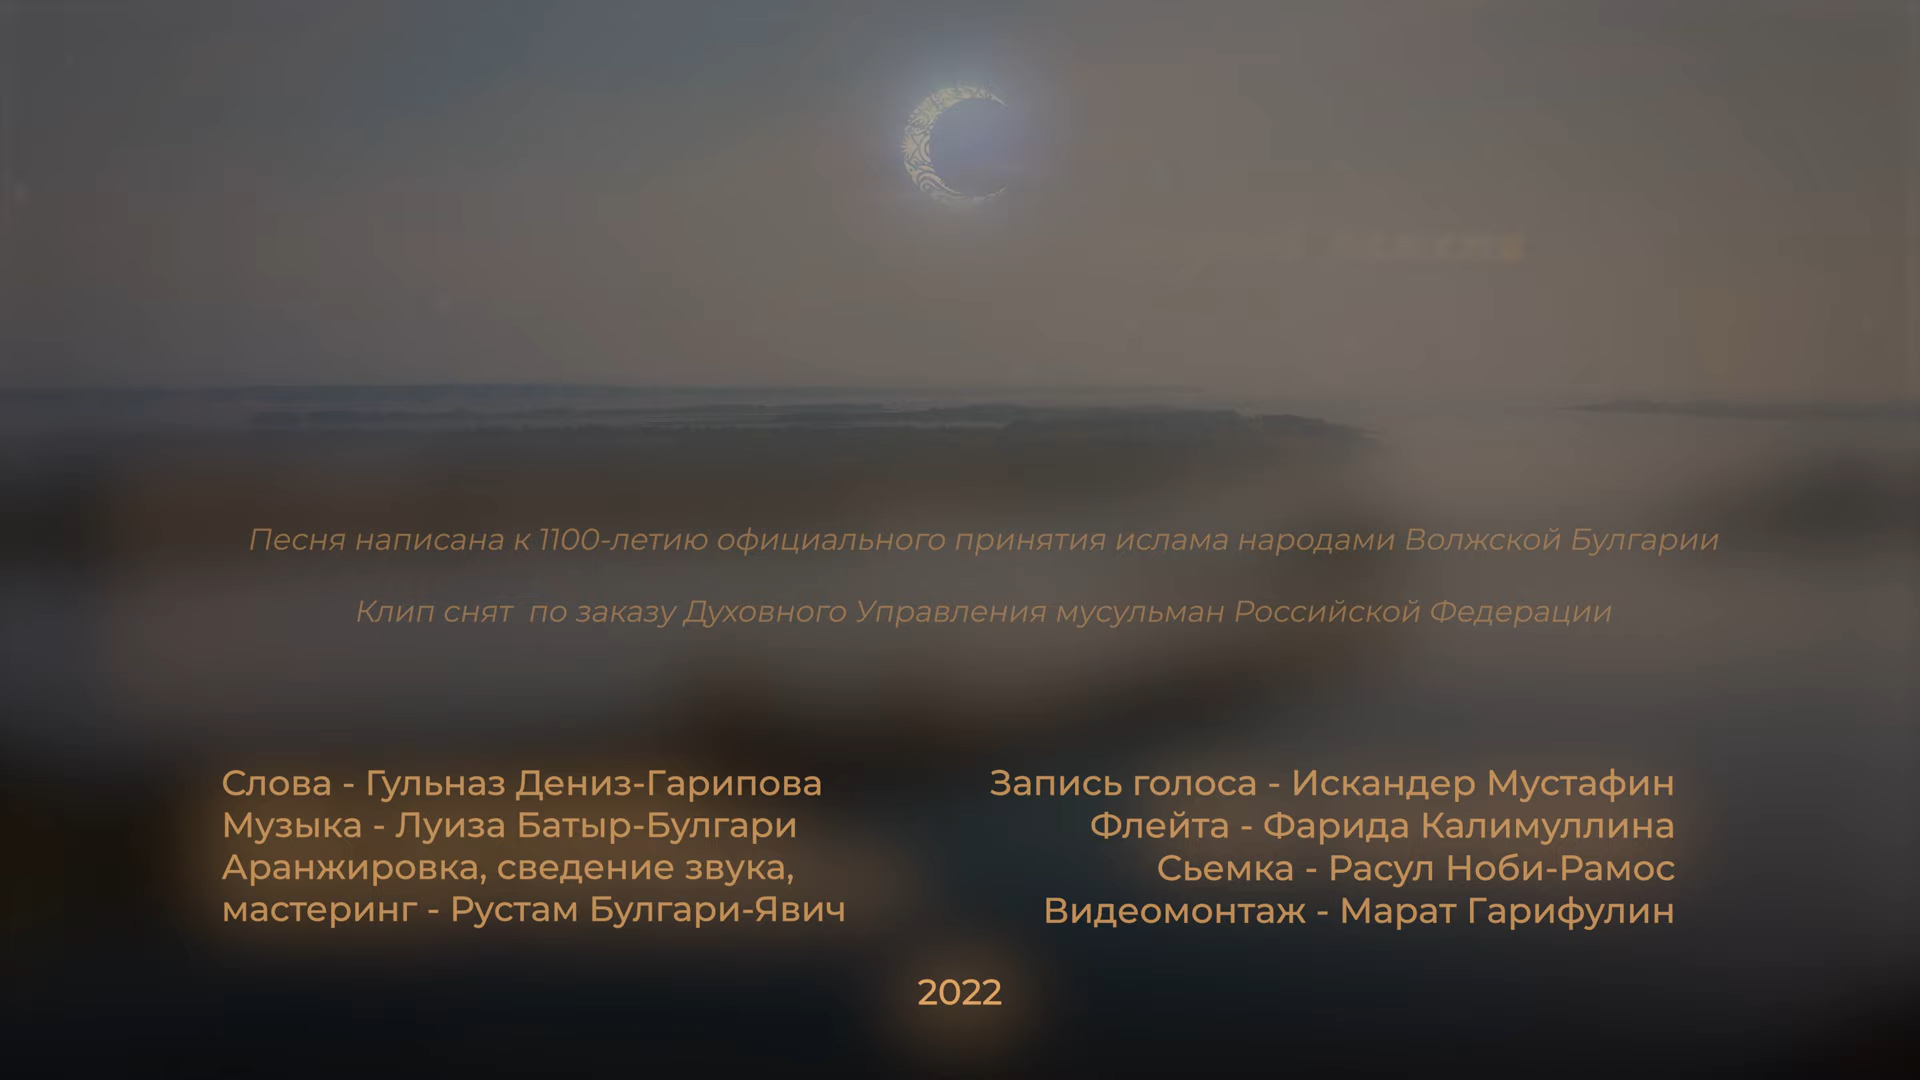 Песня написана к 1100-летию официального принятия ислама народами Волжской Булгарии
Клип снят по заказу Духовного Управления мусульман Российской Федерации
Слова - Гульназ Дениз-Гарипова
Музыка - Луиза Батыр-Булгари
Аранжировка, сведение звука,
мастеринг - Рустам Булгари-Явич
Запись голоса - Искандер Мустафин
Флейта - Фарида Калимуллина
Сьемка - Расул Ноби-Рамос
Видеомонтаж - Марат Гарифулин
2022